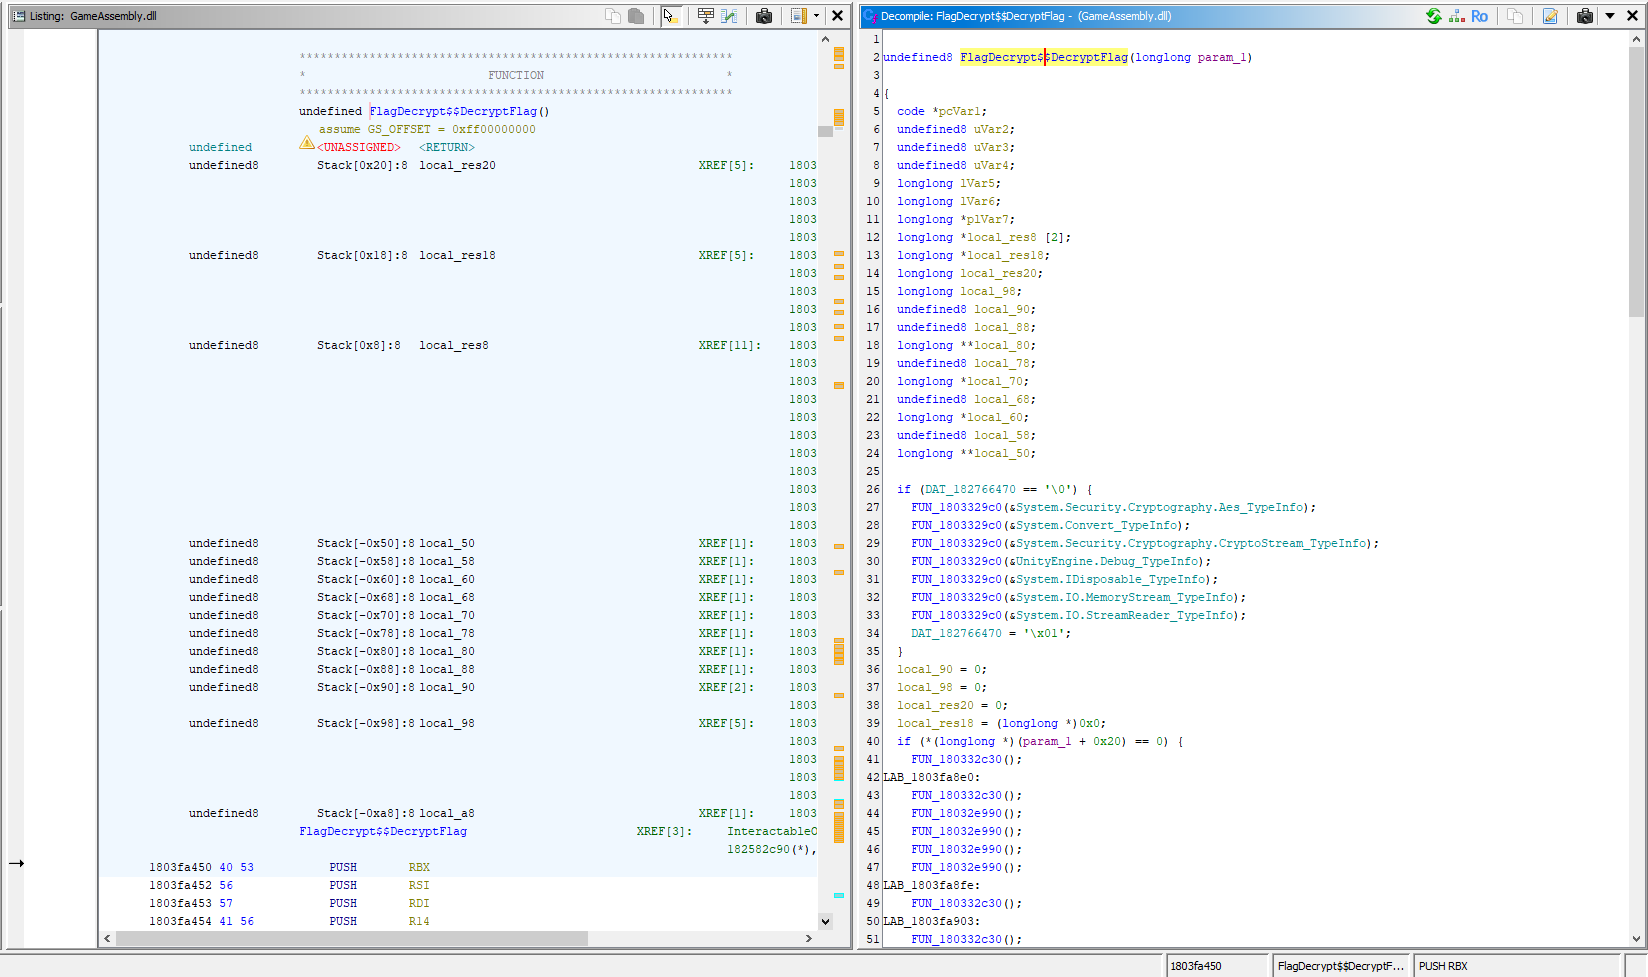 Listing: GameAssembly.dll
**************************************************************
* FUNCTION *
**************************************************************
undefined FlagDecrypt$$DecryptFlag()
assume GS_OFFSET = 0xff00000000
undefined <UNASSIGNED> <RETURN>
undefined8 Stack[0x20]:8 local_res20 XREF[5]: 1803
1803
1803
1803
1803
undefined8 Stack[0x18]:8 local_res18 XREF[5]: 1803
1803
1803
1803
1803
undefined8 Stack[0x8]:8 local_res8 XREF[11]: 1803
1803
1803
1803
1803
1803
1803
1803
1803
1803
1803
undefined8 Stack[-0x50]:8 local_50 XREF[1]: 1803
undefined8 Stack[-0x58]:8 local_58 XREF[1]: 1803
undefined8 Stack[-0x60]:8 local_60 XREF[1]: 1803
undefined8 Stack[-0x68]:8 local_68 XREF[1]: 1803
undefined8 Stack[-0x70]:8 local_70 XREF[1]: 1803
undefined8 Stack[-0x78]:8 local_78 XREF[1]: 1803
undefined8 Stack[-0x80]:8 local_80 XREF[1]: 1803
undefined8 Stack[-0x88]:8 local_88 XREF[1]: 1803
undefined8 Stack[-0x90]:8 local_90 XREF[2]: 1803
1803
undefined8 Stack[-0x98]:8 local_98 XREF[5]: 1803
1803
1803
1803
1803
undefined8 Stack[-0xa8]:8 local_a8 XREF[1]: 1803
FlagDecrypt$$DecryptFlag XREF[3]: InteractableO
182582c90(*),
1803fa450 40 53 PUSH RBX
1803fa452 56 PUSH RSI
1803fa453 57 PUSH RDI
1803fa454 41 56 PUSH R14
Decompile: FlagDecrypt$$DecryptFlag - (GameAssembly.dll)
Ro
1
2 undefined8 FlagDecrypt$$DecryptFlag(longlong param_1)
3
4 {
5 code *pcVar1;
6 undefined8 uVar2;
7 undefined8 uVar3;
8 undefined8 uVar4;
9 longlong lVar5;
10 longlong lVar6;
11 longlong *plVar7;
12 longlong *local_res8 [2];
13 longlong *local_res18;
14 longlong local_res20;
15 longlong local_98;
16 undefined8 local_90;
17 undefined8 local_88;
18 longlong **local_80;
19 undefined8 local_78;
20 longlong *local_70;
21 undefined8 local_68;
22 longlong *local_60;
23 undefined8 local_58;
24 longlong **local_50;
25
26 if (DAT_182766470 == '\0') {
27 FUN_1803329c0(&System.Security.Cryptography.Aes_TypeInfo);
28 FUN_1803329c0(&System.Convert_TypeInfo);
29 FUN_1803329c0(&System.Security.Cryptography.CryptoStream_TypeInfo);
30 FUN_1803329c0(&UnityEngine.Debug_TypeInfo);
31 FUN_1803329c0(&System.IDisposable_TypeInfo);
32 FUN_1803329c0(&System.IO.MemoryStream_TypeInfo);
33 FUN_1803329c0(&System.IO.StreamReader_TypeInfo);
34 DAT_182766470 = '\x01';
35 }
36 local_90 = 0;
37 local_98 = 0;
38 local_res20 = 0;
39 local_res18 = (longlong *)0x0;
40 if (*(longlong *)(param_1 + 0x20) == 0) {
41 FUN_180332c30();
42 LAB_1803fa8e0:
43 FUN_180332c30();
44 FUN_18032e990();
45 FUN_18032e990();
46 FUN_18032e990();
47 FUN_18032e990();
48 LAB_1803fa8fe:
49 FUN_180332c30();
50 LAB_1803fa903:
51 FUN_180332c30();
1803fa450 FlagDecrypt$$DecryptF... PUSH RBX